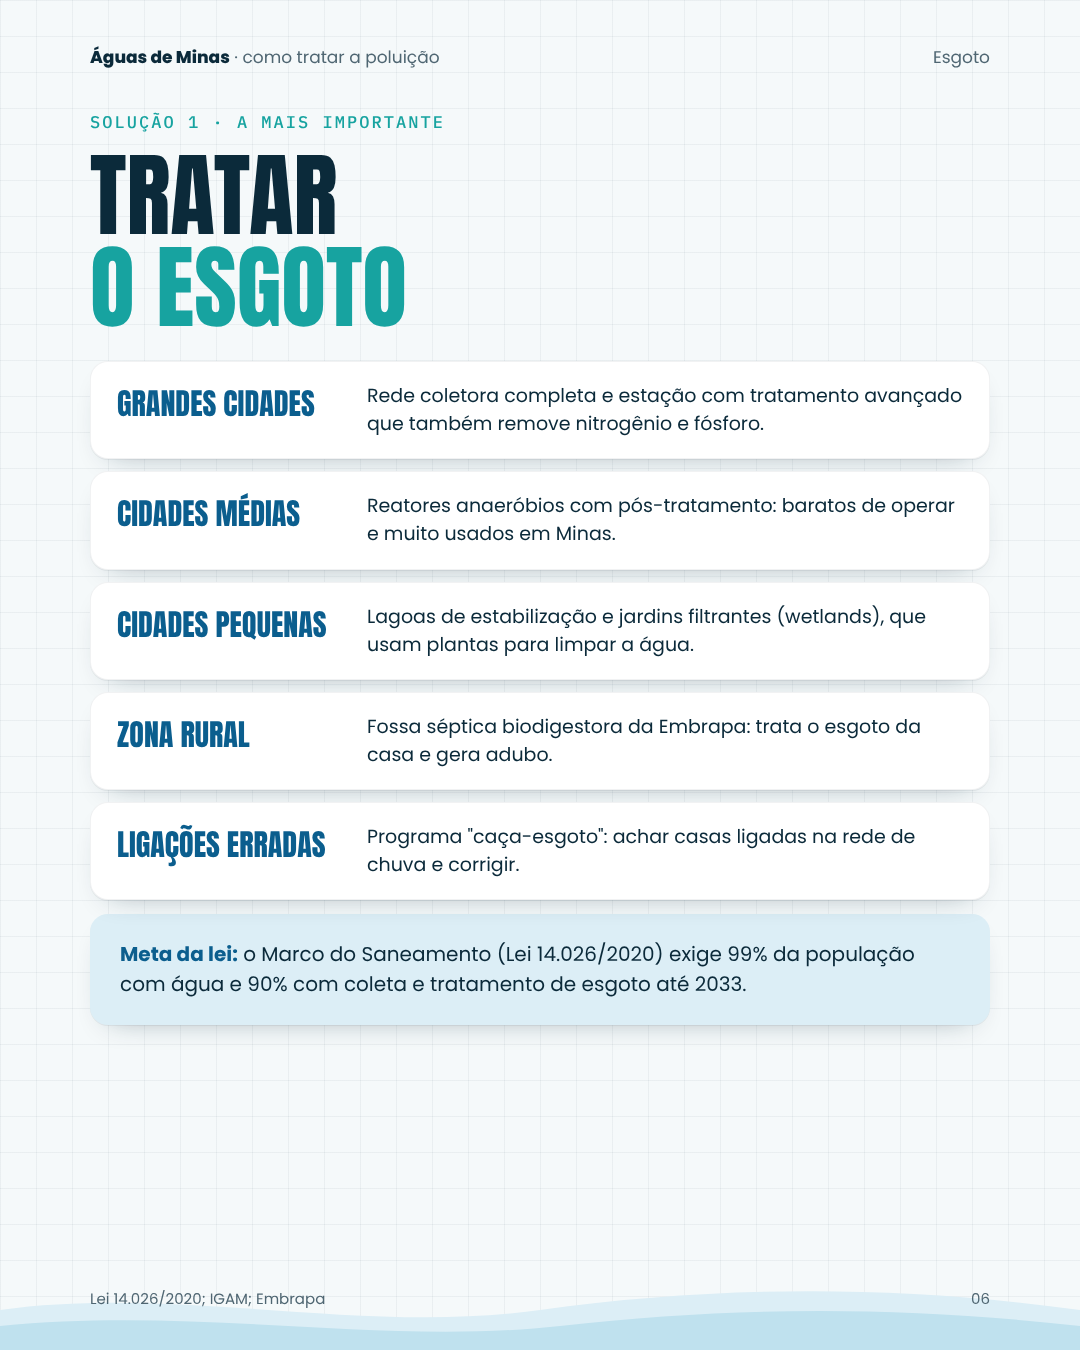 Águas de Minas · como tratar a poluição
Esgoto
SOLUÇÃO 1 · A MAIS IMPORTANTE
TRATAR
O ESGOTO
GRANDES CIDADES
Rede coletora completa e estação com tratamento avançado
que também remove nitrogênio e fósforo.
CIDADES MÉDIAS
Reatores anaeróbios com pós-tratamento: baratos de operar
e muito usados em Minas.
CIDADES PEQUENAS
Lagoas de estabilização e jardins filtrantes (wetlands), que
usam plantas para limpar a água.
ZONA RURAL
Fossa séptica biodigestora da Embrapa: trata o esgoto da
casa e gera adubo.
LIGAÇÕES ERRADAS
Programa "caça-esgoto": achar casas ligadas na rede de
chuva e corrigir.
Meta da lei: o Marco do Saneamento (Lei 14.026/2020) exige 99% da população
com água e 90% com coleta e tratamento de esgoto até 2033.
Lei 14.026/2020; IGAM; Embrapa
06